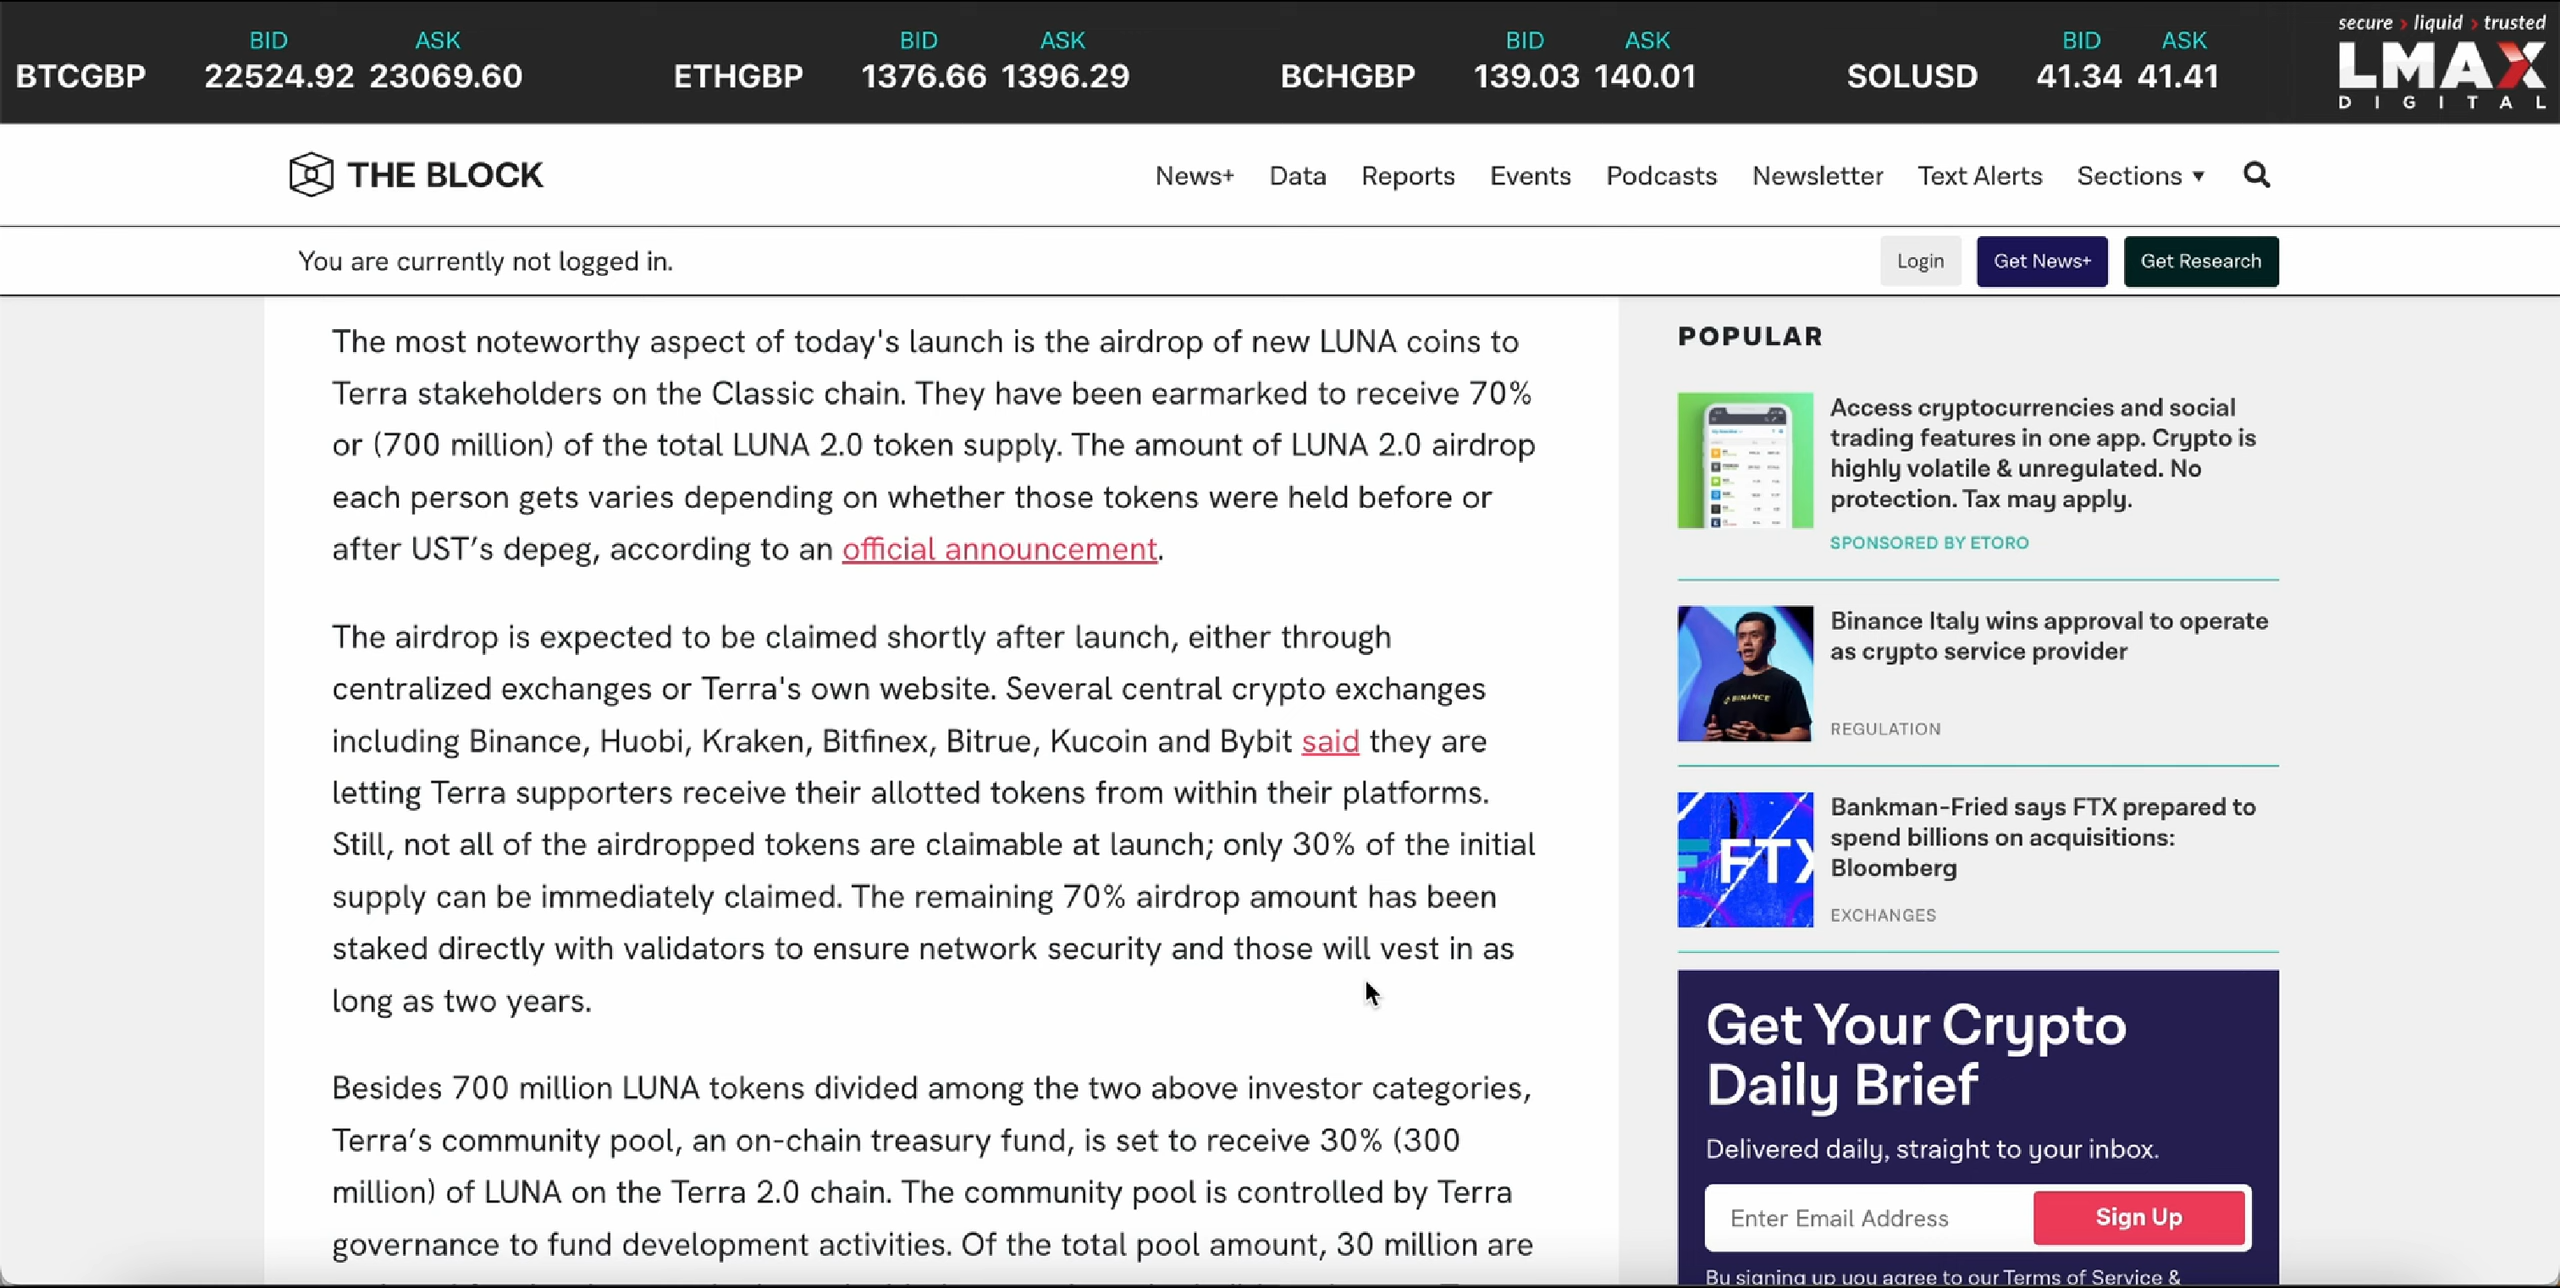 BID ASK BID ASK BID ASK BID ASK
BTCGBP 22524.92 23069.60 ETHGBP 1376.66 1396.29 BCHGBP 139.03 140.01 SOLUSD 41.34 41.41
secure › liquid › trusted
LMAX
DIGITAL
THE BLOCK
News+ Data Reports Events Podcasts Newsletter Text Alerts Sections ▼
You are currently not logged in.
Login Get News+ Get Research
The most noteworthy aspect of today's launch is the airdrop of new LUNA coins to
Terra stakeholders on the Classic chain. They have been earmarked to receive 70%
or (700 million) of the total LUNA 2.0 token supply. The amount of LUNA 2.0 airdrop
each person gets varies depending on whether those tokens were held before or
after UST’s depeg, according to an official announcement.
The airdrop is expected to be claimed shortly after launch, either through
centralized exchanges or Terra's own website. Several central crypto exchanges
including Binance, Huobi, Kraken, Bitfinex, Bitrue, Kucoin and Bybit said they are
letting Terra supporters receive their allotted tokens from within their platforms.
Still, not all of the airdropped tokens are claimable at launch; only 30% of the initial
supply can be immediately claimed. The remaining 70% airdrop amount has been
staked directly with validators to ensure network security and those will vest in as
long as two years.
Besides 700 million LUNA tokens divided among the two above investor categories,
Terra’s community pool, an on-chain treasury fund, is set to receive 30% (300
million) of LUNA on the Terra 2.0 chain. The community pool is controlled by Terra
governance to fund development activities. Of the total pool amount, 30 million are
POPULAR
Access cryptocurrencies and social
trading features in one app. Crypto is
highly volatile & unregulated. No
protection. Tax may apply.
SPONSORED BY ETORO
BINANCE
Binance Italy wins approval to operate
as crypto service provider
REGULATION
FTX
Bankman-Fried says FTX prepared to
spend billions on acquisitions:
Bloomberg
EXCHANGES
Get Your Crypto
Daily Brief
Delivered daily, straight to your inbox.
Enter Email Address Sign Up
By signing up you agree to our Terms of Service &